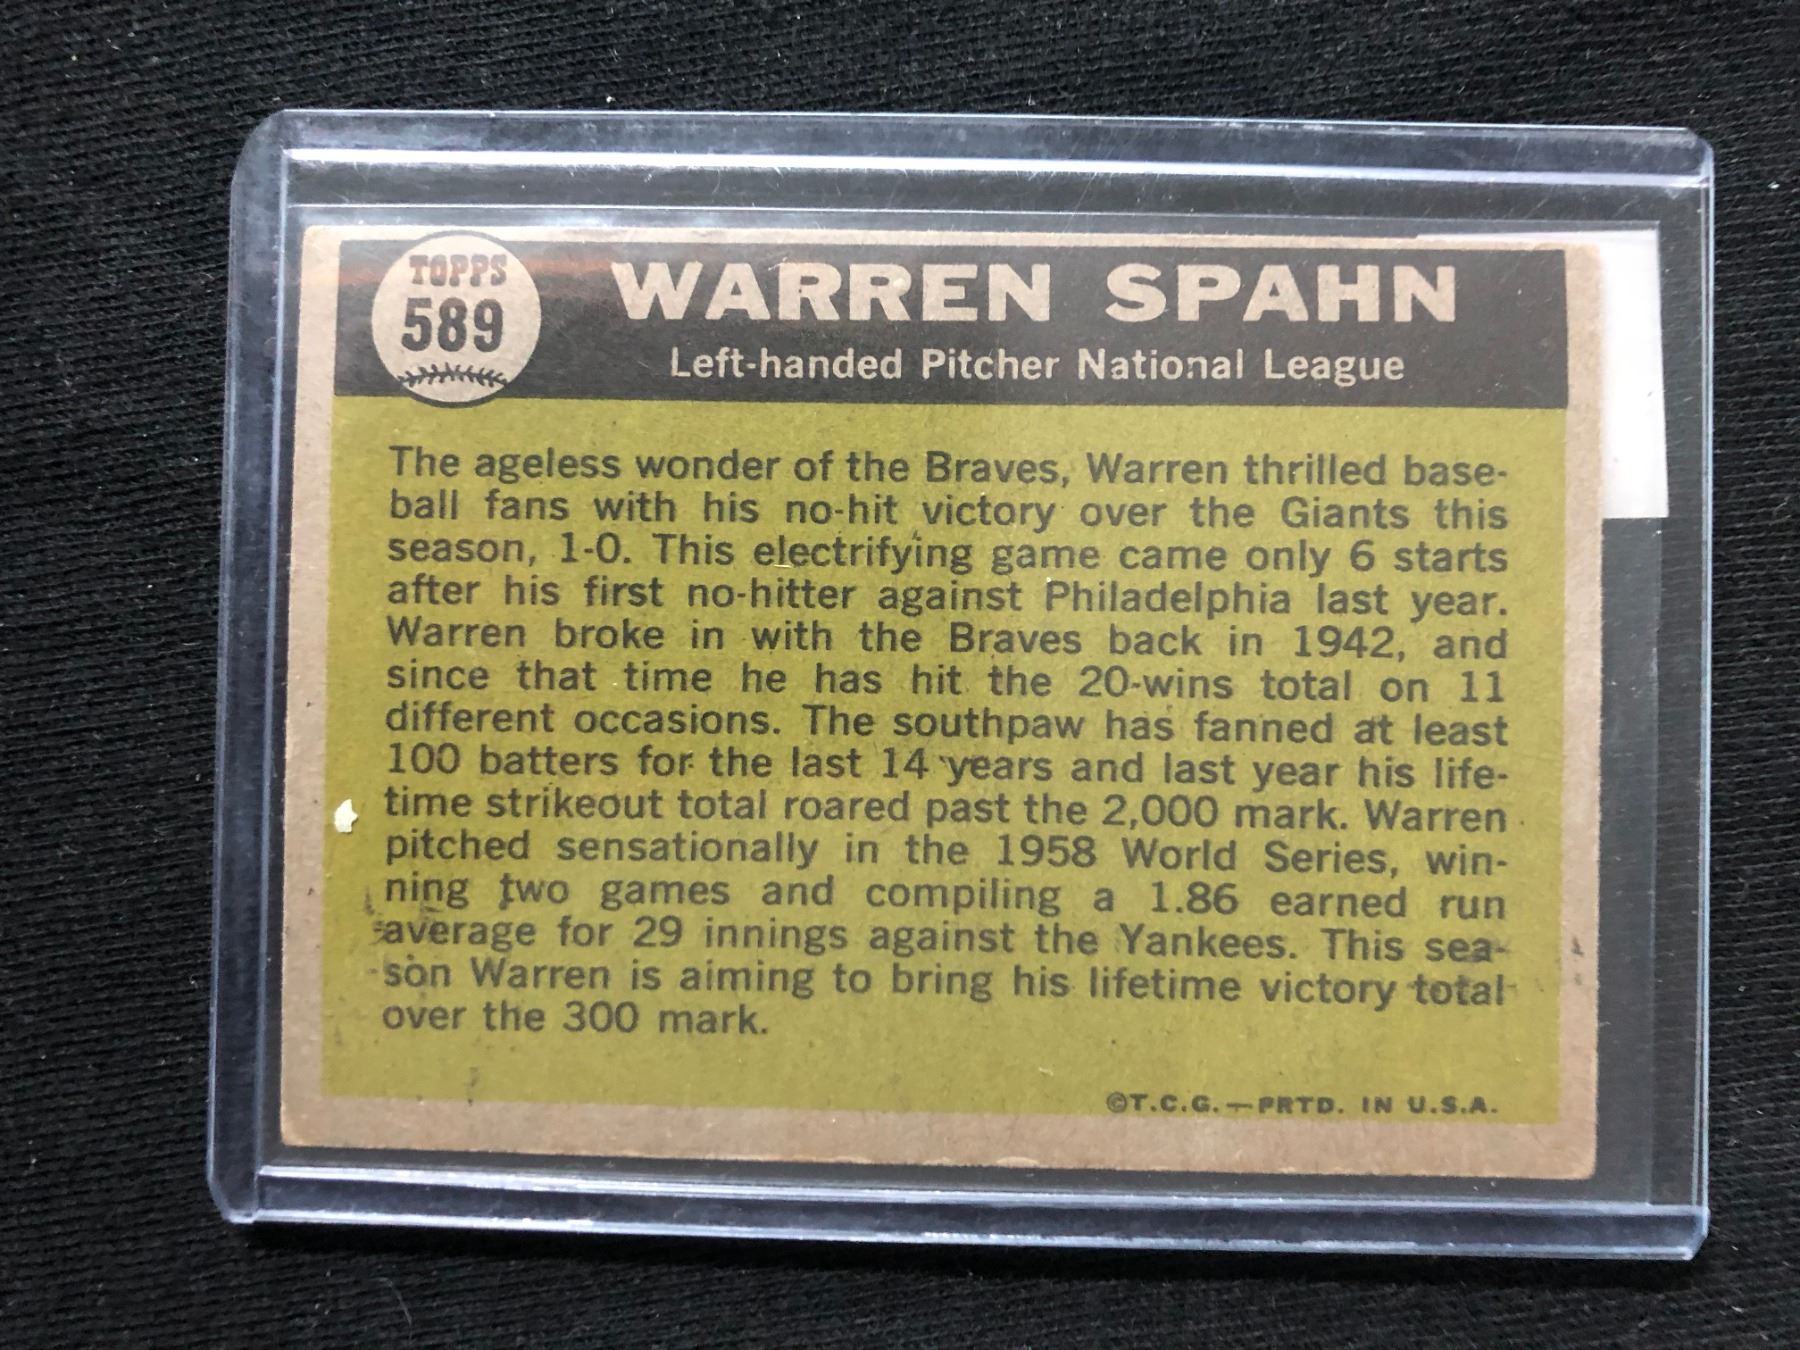 TOPPS
589
WARREN SPAHN
Left-handed Pitcher National League
The ageless wonder of the Braves, Warren thrilled base-
ball fans with his no-hit victory over the Giants this
season, 1-0. This electrifying game came only 6 starts
after his first no-hitter against Philadelphia last year.
Warren broke in with the Braves back in 1942, and
since that time he has hit the 20-wins total on 11
different occasions. The southpaw has fanned at least
100 batters for the last 14 years and last year his life-
time strikeout total roared past the 2,000 mark. Warren
pitched sensationally in the 1958 World Series, win-
ning two games and compiling a 1.86 earned run
average for 29 innings against the Yankees. This sea-
son Warren is aiming to bring his lifetime victory total
over the 300 mark.
©T.C.G.—PRTD. IN U.S.A.